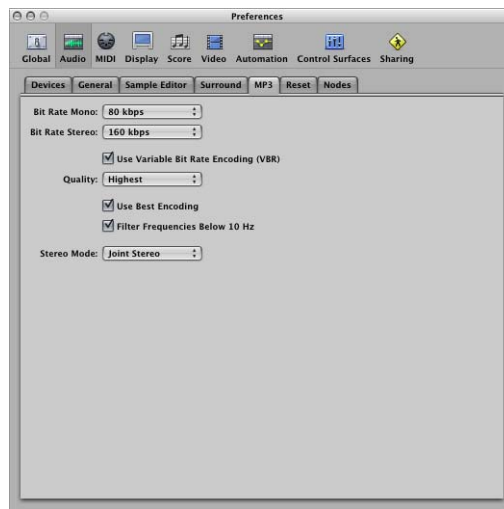 Preferences
Global Audio MIDI Display Score Video Automation Control Surfaces Sharing
Devices General Sample Editor Surround MP3 Reset Nodes
Bit Rate Mono: 80 kbps
Bit Rate Stereo: 160 kbps
Use Variable Bit Rate Encoding (VBR)
Quality: Highest
Use Best Encoding
Filter Frequencies Below 10 Hz
Stereo Mode: Joint Stereo